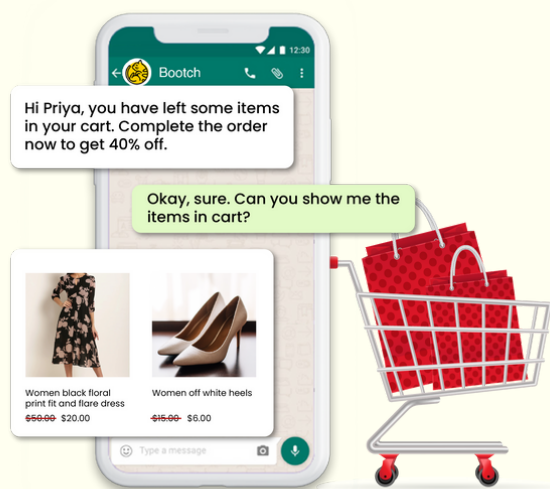 12:30
Bootch
Hi Priya, you have left some items
in your cart. Complete the order
now to get 40% off.
Okay, sure. Can you show me the
items in cart?
Women black floral
print fit and flare dress
$50.00 $20.00
Women off white heels
$15.00 $6.00
Type a message